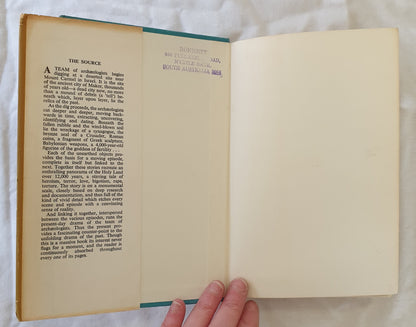 THE SOURCE
A TEAM of archæologists begins
digging at a deserted site near
Mount Carmel in Israel. It is the
site of the ancient city of Makor, thousands
of years old—a dead city now, no more
than a mound of debris (a 'tell') be-
neath which, layer upon layer, lie the
relics of the past.
As the dig proceeds, the archæologists
cut deeper and deeper, moving back-
wards in time, extracting, uncovering,
identifying and dating. Beneath the
fallen rubble and the wind-blown soil
lie the wreckage of a synagogue, the
bronze seal of a Crusader, Roman
coins, a fragment of Greek sculpture,
Babylonian weapons, a 4,000-year-old
figurine of the goddess of fertility . . .
Each of the unearthed objects pro-
vides the basis for a moving episode,
complete in itself but linked to the
next. Together these stories recreate an
enthralling panorama of the Holy Land
over 12,000 years, a stirring tale of
heroism, terror, love, bigotism, rape,
torture. The story is on a monumental
scale, closely based on deep research
and documentation, and thus full of the
kind of vivid detail which etches every
scene and episode with a convincing
sense of reality.
And linking it together, interspersed
between the various episodes, runs the
present-day drama of the team of
archæologists. Thus the present pro-
vides a fascinating counter-point to the
unfolding drama of the past. Though
this is a massive book its interest never
flags for a moment, and the reader is
continuously absorbed throughout
every one of its pages.
BONNETT
MYRTLE BANK,
SOUTH AUSTRALIA